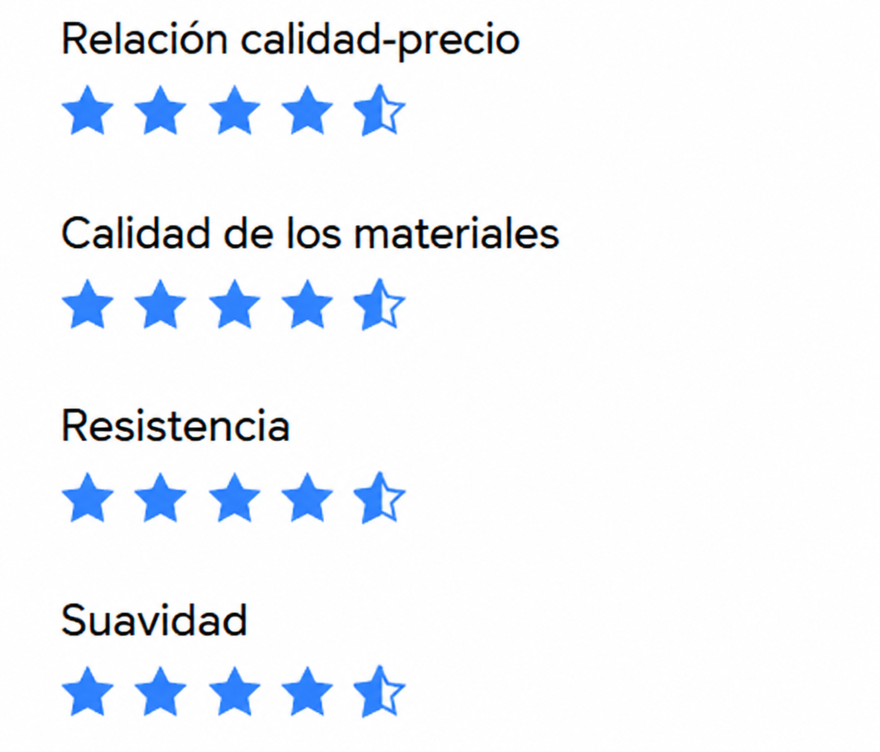 Relación calidad-precio
Calidad de los materiales
Resistencia
Suavidad